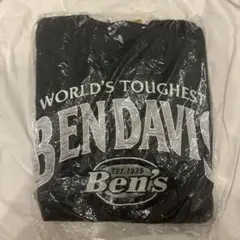 WORLD'S TOUGHEST
BEN DAVIS
EST. 1935
Ben's